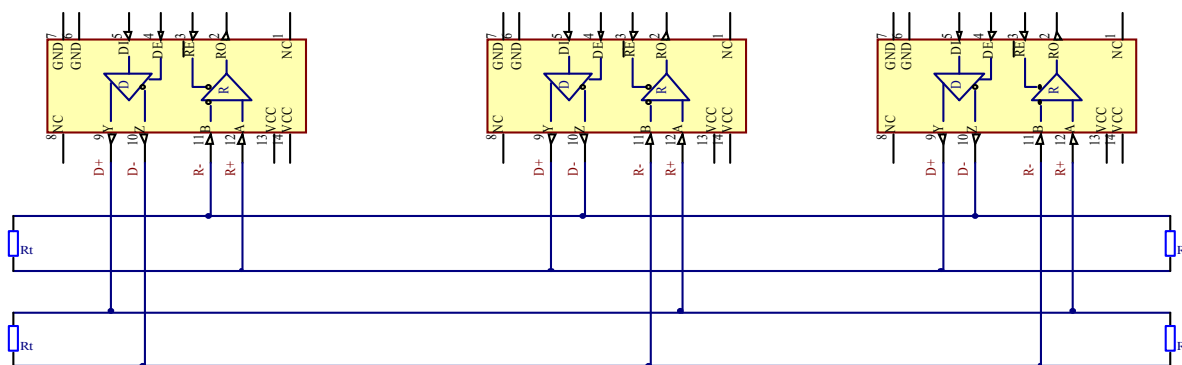 7 6 5 4 3 2 1
GND GND DI DE RE RO NC
D R
NC Y Z B A VCC VCC
8 9 10 11 12 13 14
D+ D- R- R+
7 6 5 4 3 2 1
GND GND DI DE RE RO NC
D R
NC Y Z B A VCC VCC
8 9 10 11 12 13 14
D+ D- R- R+
7 6 5 4 3 2 1
GND GND DI DE RE RO NC
D R
NC Y Z B A VCC VCC
8 9 10 11 12 13 14
D+ D- R- R+
Rt
R
Rt
R